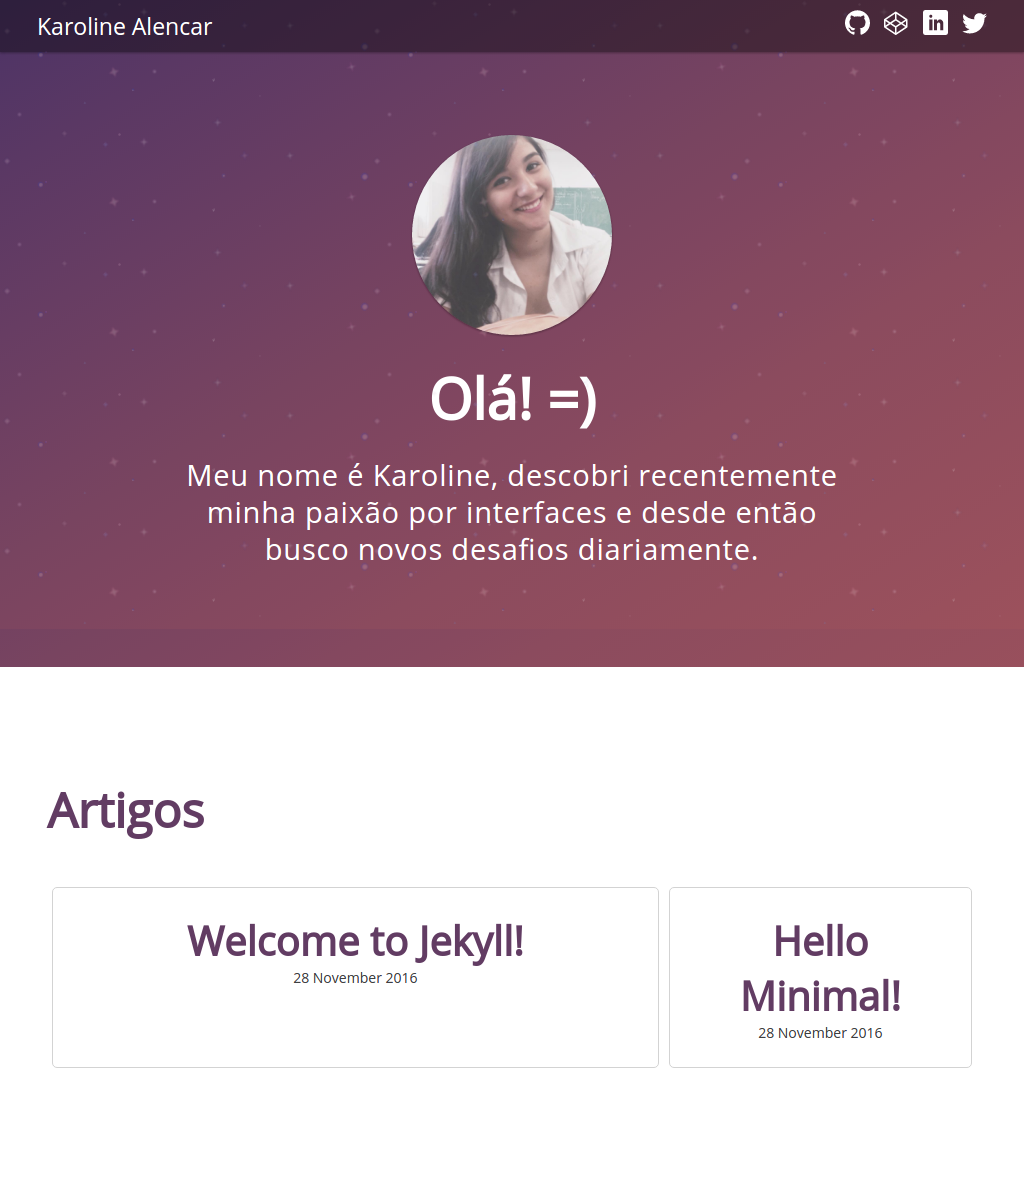 Karoline Alencar
Olá! =)
Meu nome é Karoline, descobri recentemente
minha paixão por interfaces e desde então
busco novos desafios diariamente.
Artigos
Welcome to Jekyll!
28 November 2016
Hello
Minimal!
28 November 2016